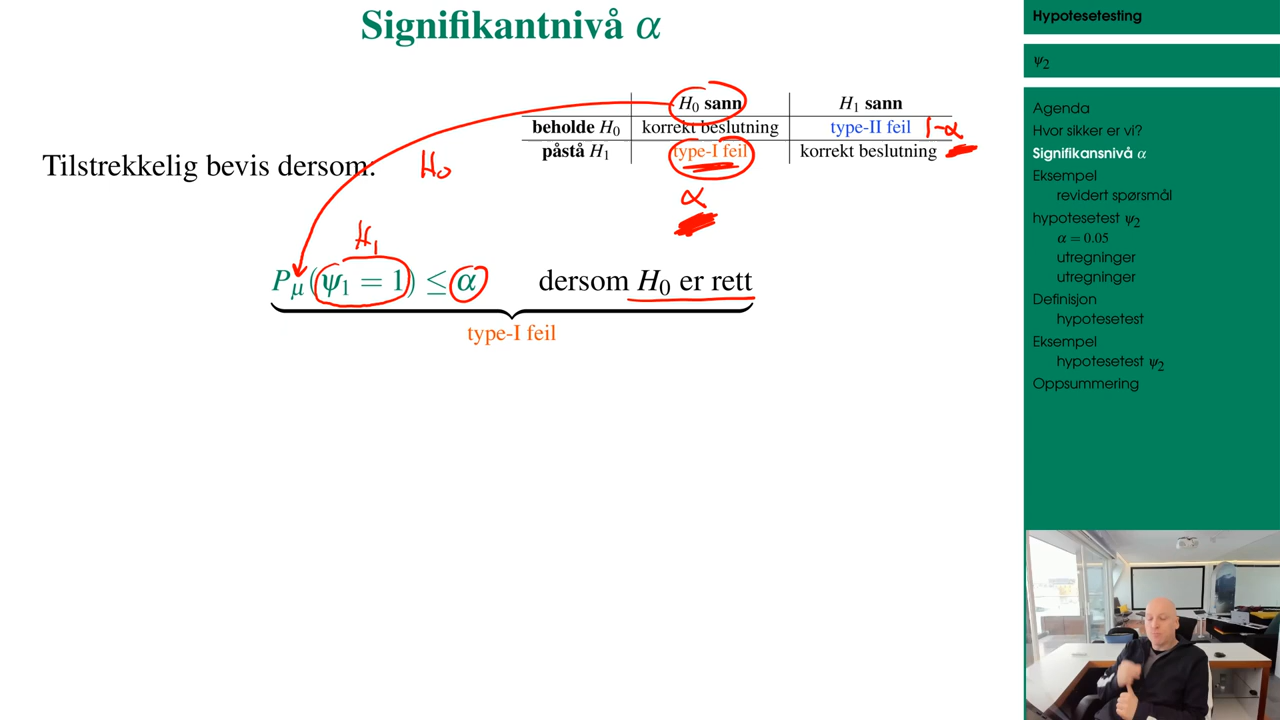 Signifikantnivå α
H₀ sann H₁ sann
beholde H₀ korrekt beslutning type-II feil 1-α
påstå H₁ type-I feil korrekt beslutning
Tilstrekkelig bevis dersom: H₀
α
H₁
Pμ(ψ₁ = 1) ≤ α dersom H₀ er rett
type-I feil
Hypotesetesting
ψ₂
Agenda
Hvor sikker er vi?
Signifikansnivå α
Eksempel
revidert spørsmål
hypotesetest ψ₂
α = 0.05
utregninger
utregninger
Definisjon
hypotesetest
Eksempel
hypotesetest ψ₂
Oppsummering